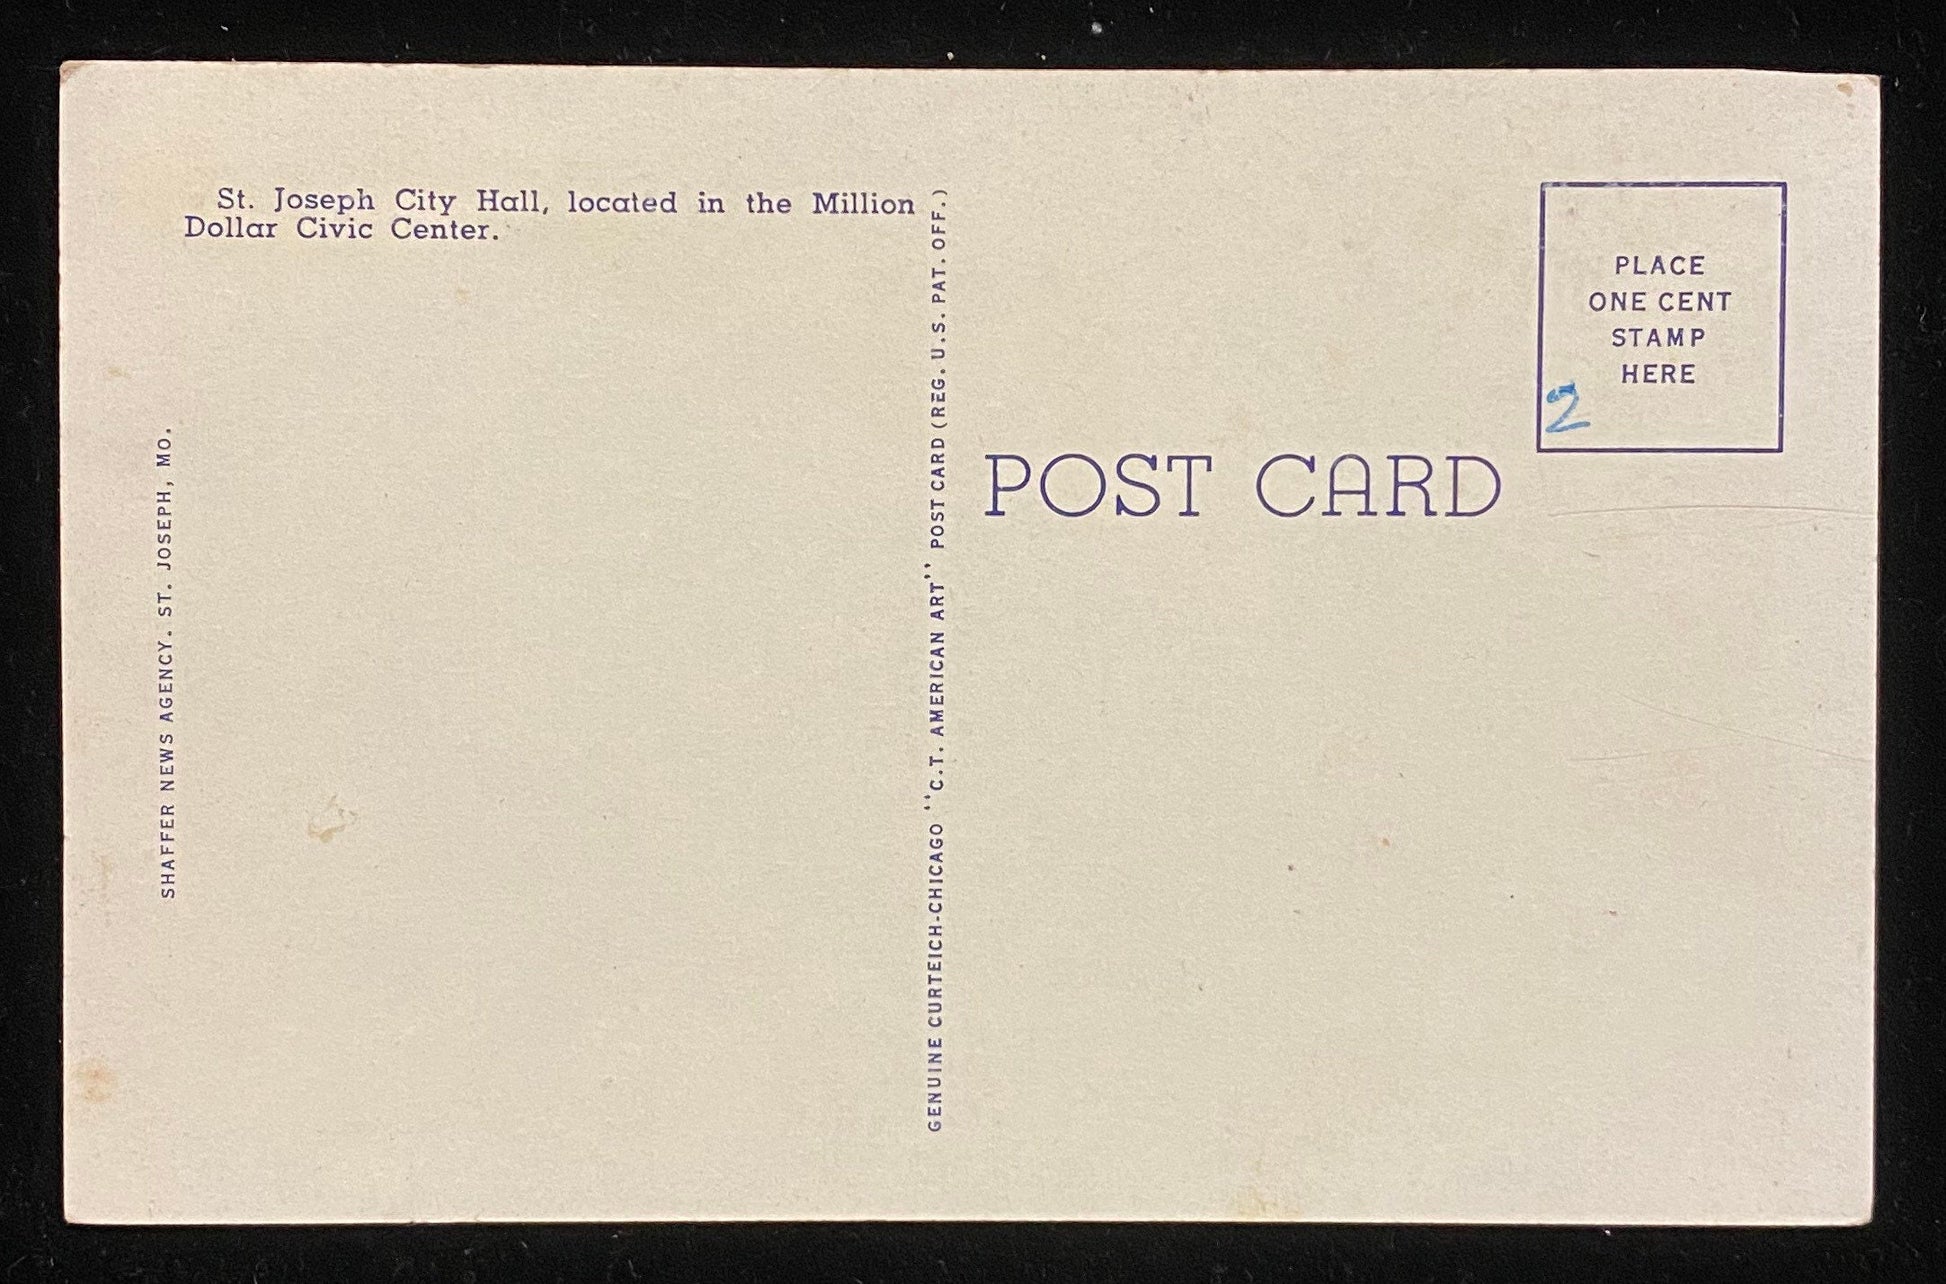 St. Joseph City Hall, located in the Million
Dollar Civic Center.
SHAFFER NEWS AGENCY. ST. JOSEPH, MO.
GENUINE CURTEICH-CHICAGO "C.T. AMERICAN ART" POST CARD (REG. U.S. PAT. OFF.)
POST CARD
PLACE
ONE CENT
STAMP
HERE
2